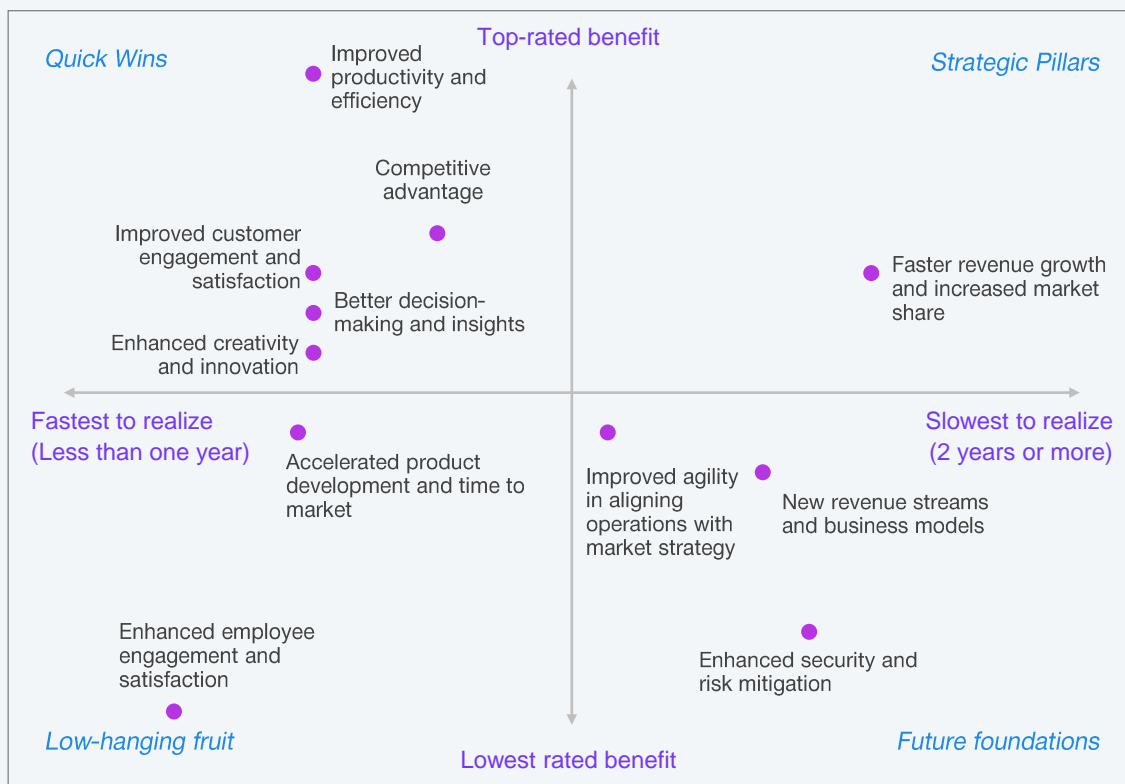 Top-rated benefit
Quick Wins
Strategic Pillars
Improved
productivity and
efficiency
Competitive
advantage
Improved customer
engagement and
satisfaction
Better decision-
making and insights
Enhanced creativity
and innovation
Faster revenue growth
and increased market
share
Fastest to realize
(Less than one year)
Slowest to realize
(2 years or more)
Accelerated product
development and time to
market
Improved agility
in aligning
operations with
market strategy
New revenue streams
and business models
Enhanced employee
engagement and
satisfaction
Enhanced security and
risk mitigation
Low-hanging fruit
Future foundations
Lowest rated benefit